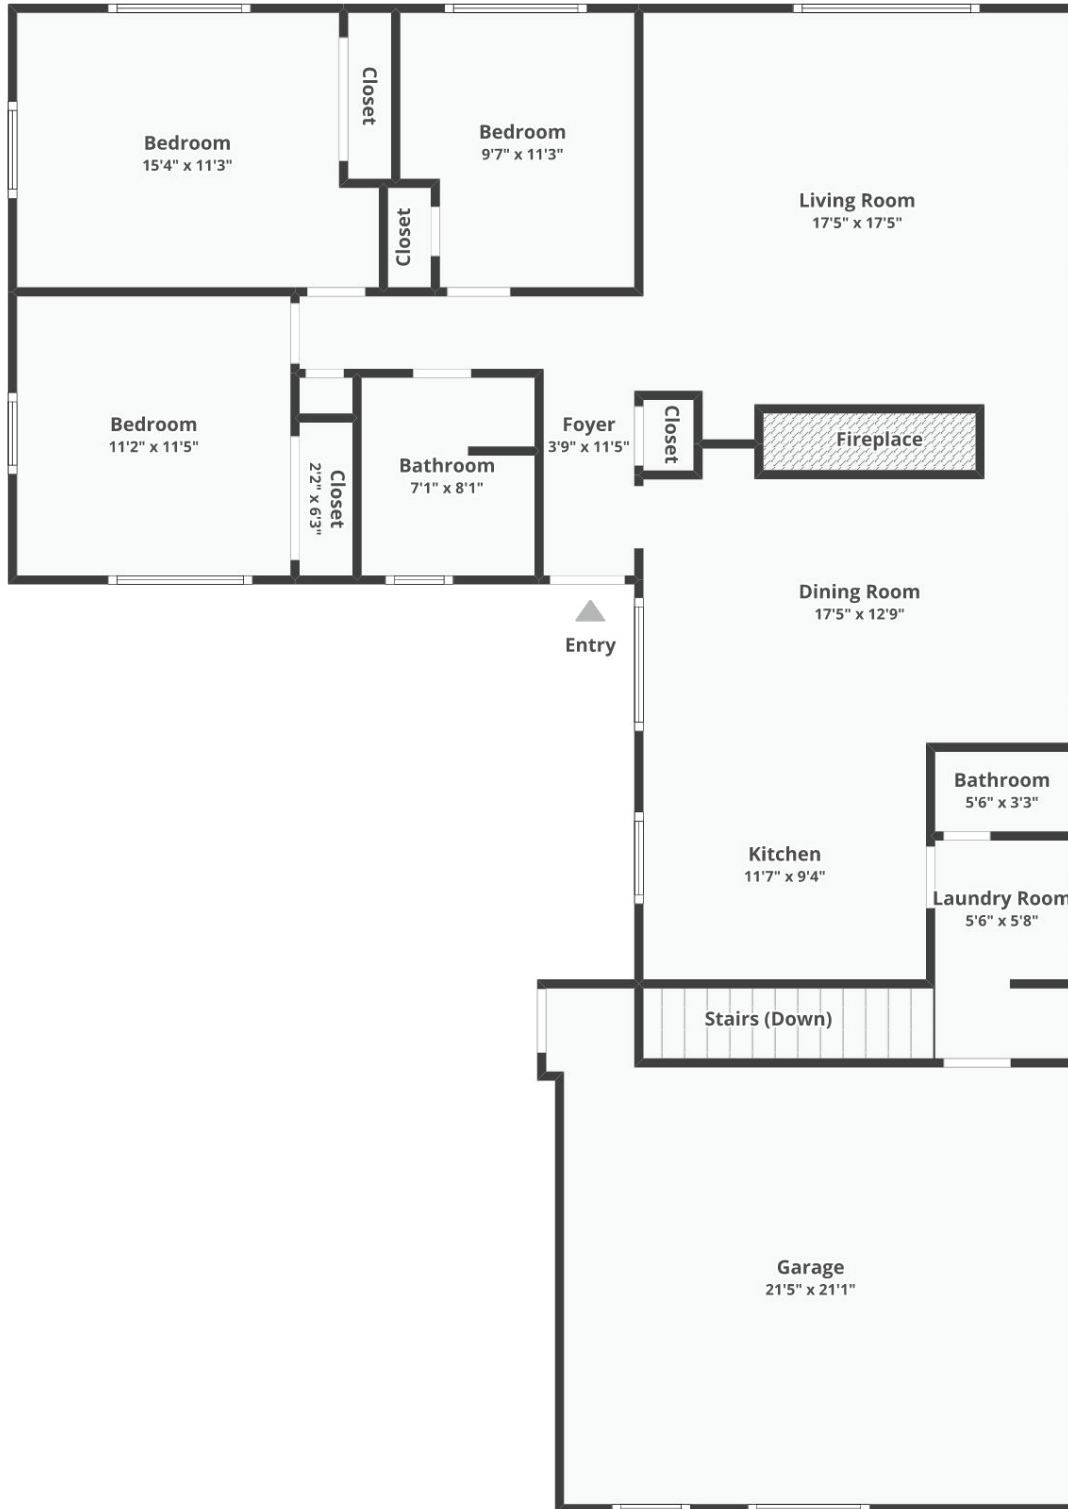 Bedroom
15'4" x 11'3"
Closet
Bedroom
9'7" x 11'3"
Living Room
17'5" x 17'5"
Closet
Bedroom
11'2" x 11'5"
Closet
2'2" x 6'3"
Bathroom
7'1" x 8'1"
Foyer
3'9" x 11'5"
Closet
Fireplace
Entry
Dining Room
17'5" x 12'9"
Bathroom
5'6" x 3'3"
Kitchen
11'7" x 9'4"
Laundry Room
5'6" x 5'8"
Stairs (Down)
Garage
21'5" x 21'1"